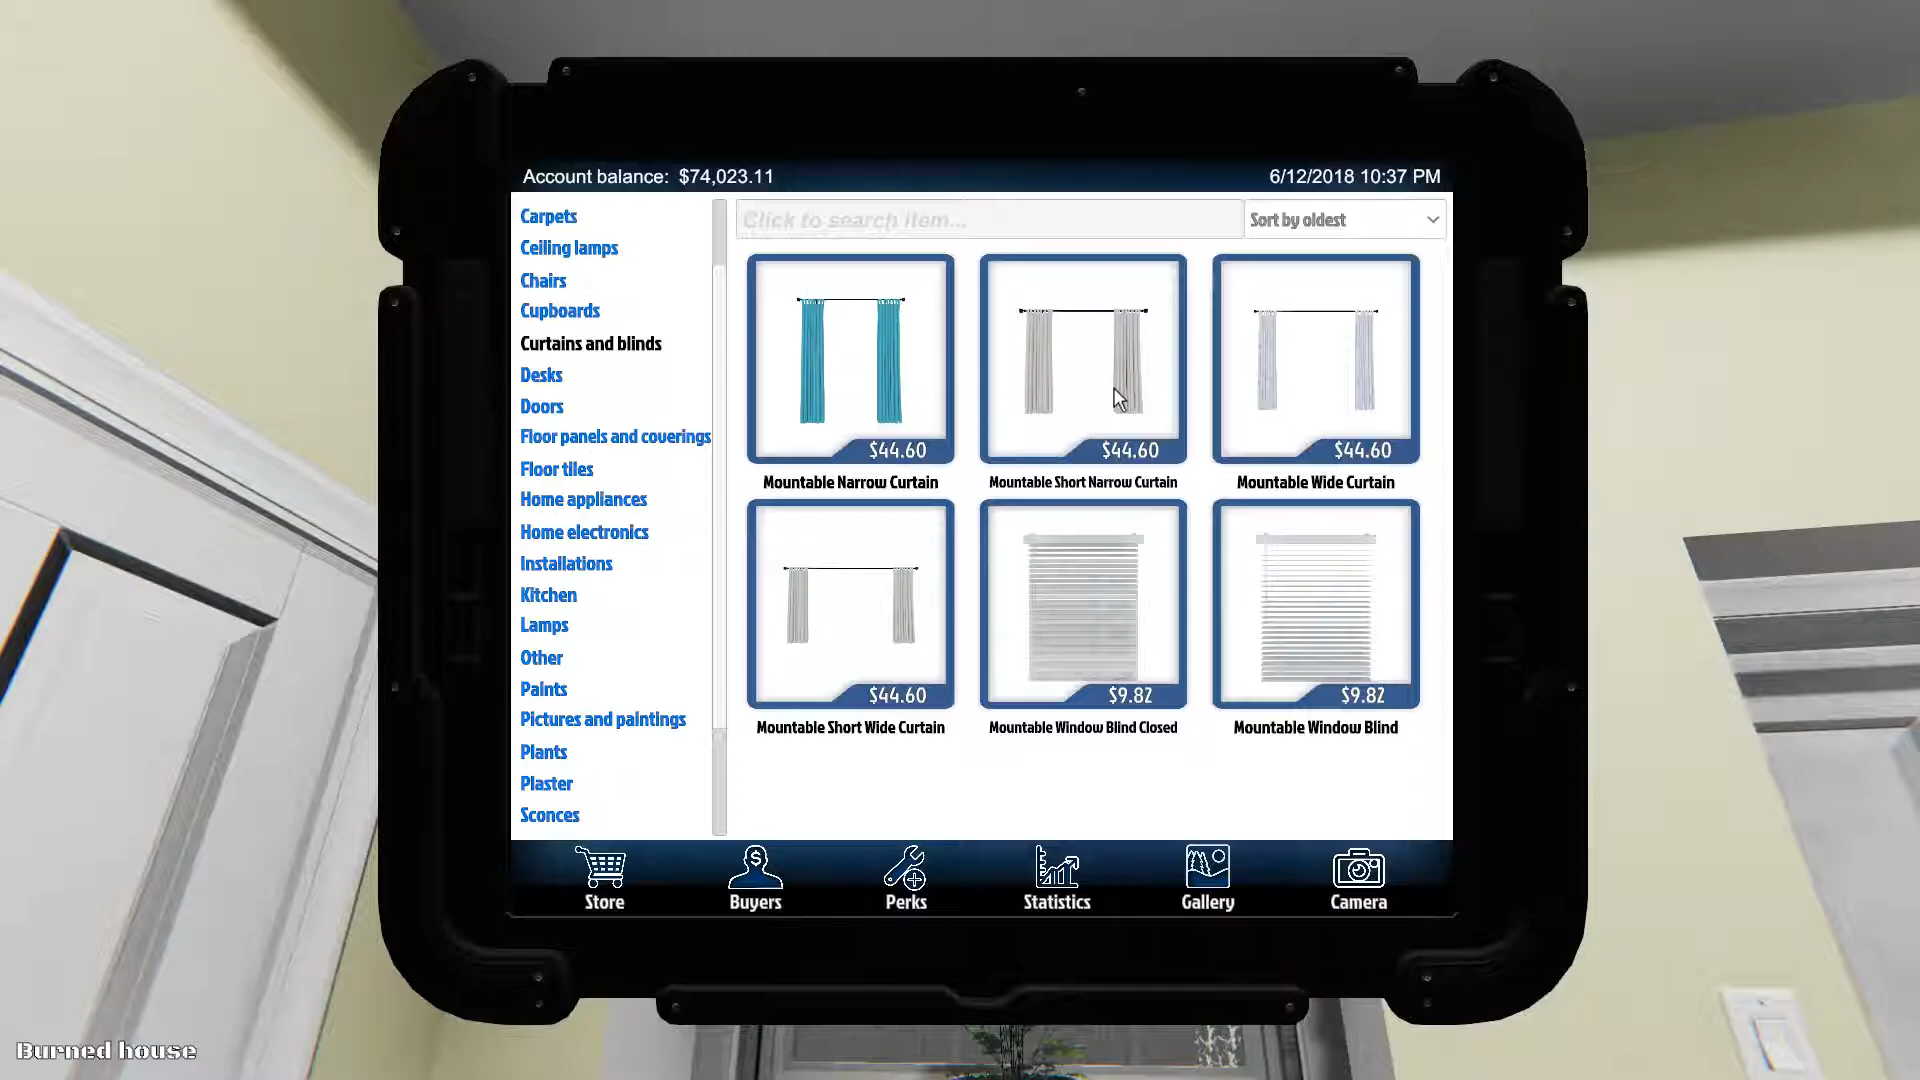 Account balance: $74,023.11
6/12/2018 10:37 PM
Click to search item...
Sort by oldest
Carpets
Ceiling lamps
Chairs
Cupboards
Curtains and blinds
Desks
Doors
Floor panels and coverings
Floor tiles
Home appliances
Home electronics
Installations
Kitchen
Lamps
Other
Paints
Pictures and paintings
Plants
Plaster
Sconces
$44.60
$44.60
$44.60
Mountable Narrow Curtain
Mountable Short Narrow Curtain
Mountable Wide Curtain
$44.60
$9.82
$9.82
Mountable Short Wide Curtain
Mountable Window Blind Closed
Mountable Window Blind
Store
Buyers
Perks
Statistics
Gallery
Camera
Burned house